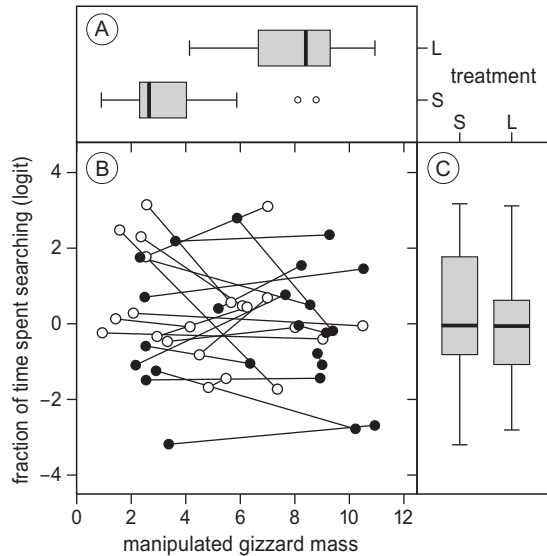 A
L
S
treatment
S L
B
C
fraction of time spent searching (logit)
4
2
0
−2
−4
0 2 4 6 8 10 12
manipulated gizzard mass